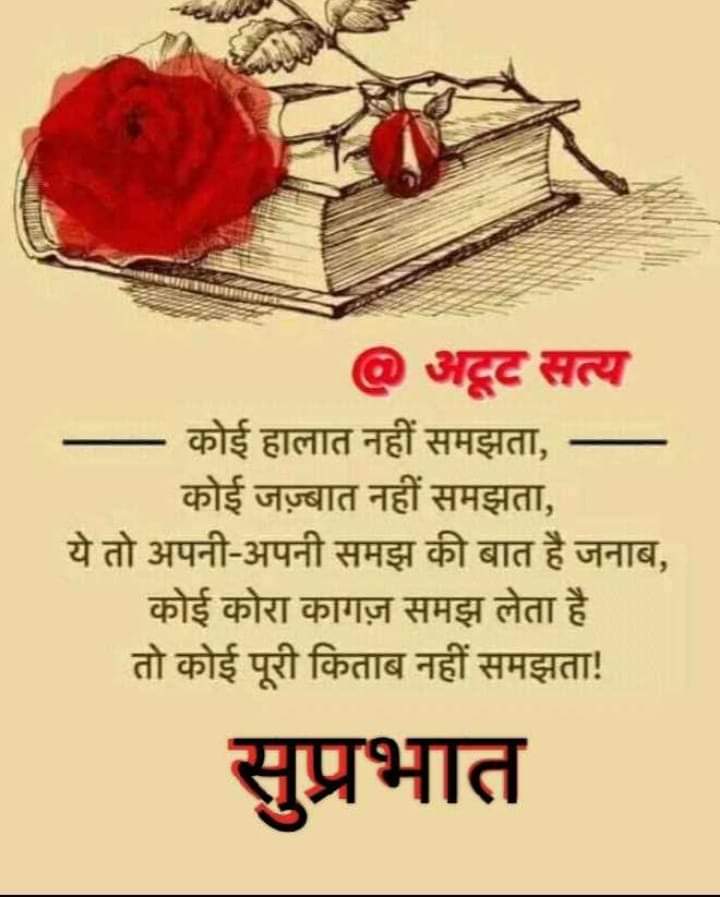 @ अटूट सत्य
कोई हालात नहीं समझता,
कोई जज़्बात नहीं समझता,
ये तो अपनी-अपनी समझ की बात है जनाब,
कोई कोरा कागज़ समझ लेता है
तो कोई पूरी किताब नहीं समझता!
सुप्रभात